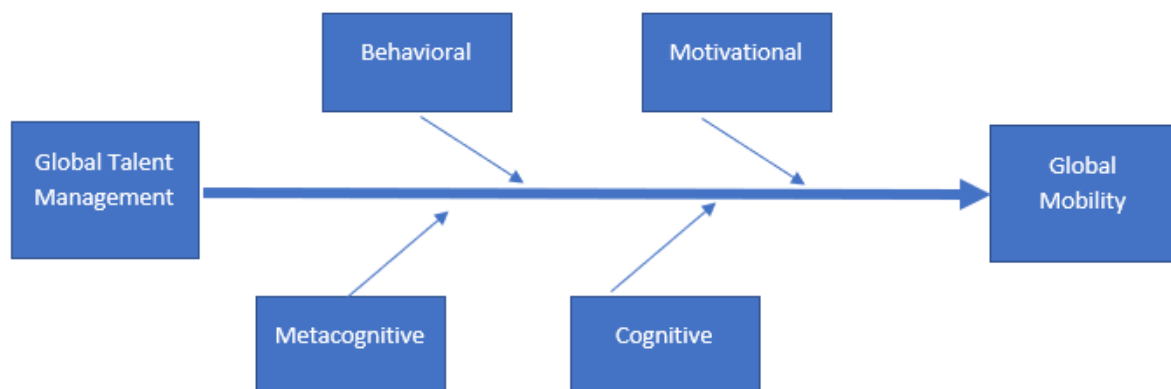 Behavioral
Motivational
Global Talent
Management
Global
Mobility
Metacognitive
Cognitive